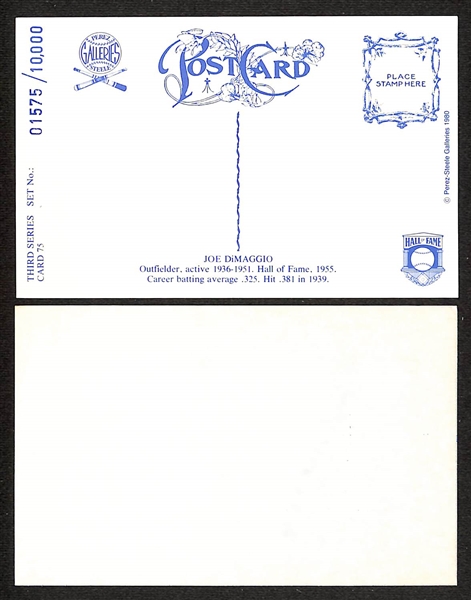 PEREZ
GALLERIES
STEELE
POSTCARD
PLACE
STAMP HERE
01575/10,000
THIRD SERIES SET No.:
CARD 75
© Perez-Steele Galleries 1980
HALL OF FAME
JOE DiMAGGIO
Outfielder, active 1936-1951. Hall of Fame, 1955.
Career batting average .325. Hit .381 in 1939.